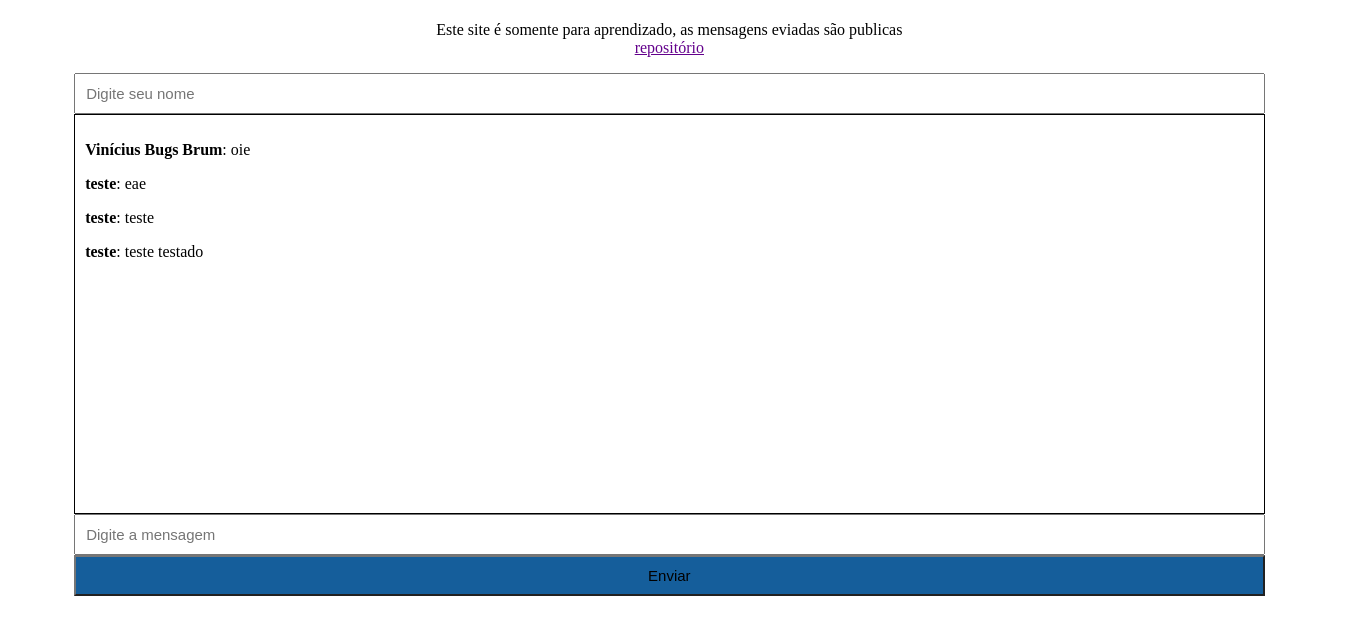 Este site é somente para aprendizado, as mensagens eviadas são publicas
repositório
Digite seu nome
Vinícius Bugs Brum: oie
teste: eae
teste: teste
teste: teste testado
Digite a mensagem
Enviar